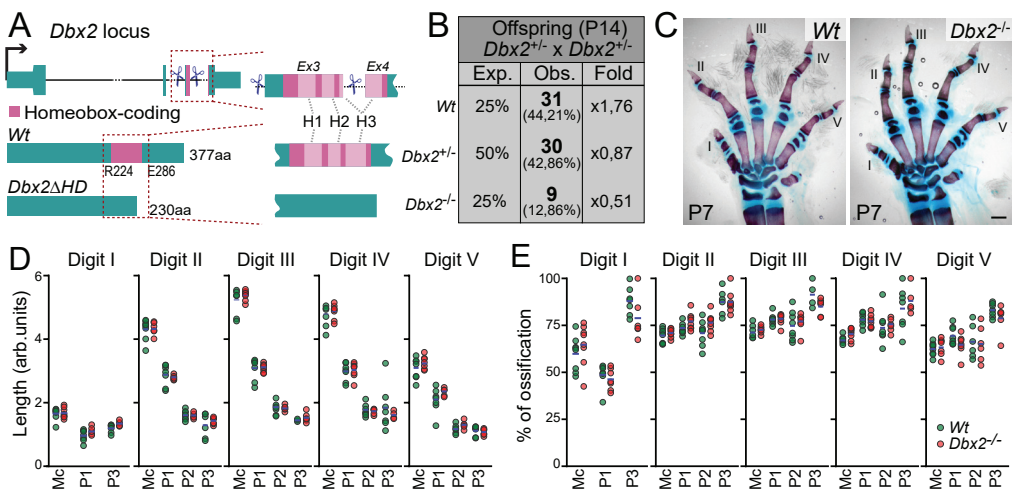 A
Dbx2 locus
Ex3
Ex4
Homeobox-coding
H1 H2 H3
Wt
377aa
R224 E286
Dbx2ΔHD
230aa
B
Offspring (P14)
Dbx2+/- x Dbx2+/-
Exp. Obs. Fold
Wt 25% 31 x1,76
(44,21%)
Dbx2+/- 50% 30 x0,87
(42,86%)
Dbx2-/- 25% 9 x0,51
(12,86%)
C
Wt
I
II
III
IV
V
P7
Dbx2-/-
I
II
III
IV
V
P7
D
Digit I Digit II Digit III Digit IV Digit V
Length (arb. units)
6
4
2
0
Mc P1 P3 Mc P1 P2 P3 Mc P1 P2 P3 Mc P1 P2 P3 Mc P1 P2 P3
E
Digit I Digit II Digit III Digit IV Digit V
% of ossification
100
75
50
25
0
Wt
Dbx2-/-
Mc P1 P3 Mc P1 P2 P3 Mc P1 P2 P3 Mc P1 P2 P3 Mc P1 P2 P3